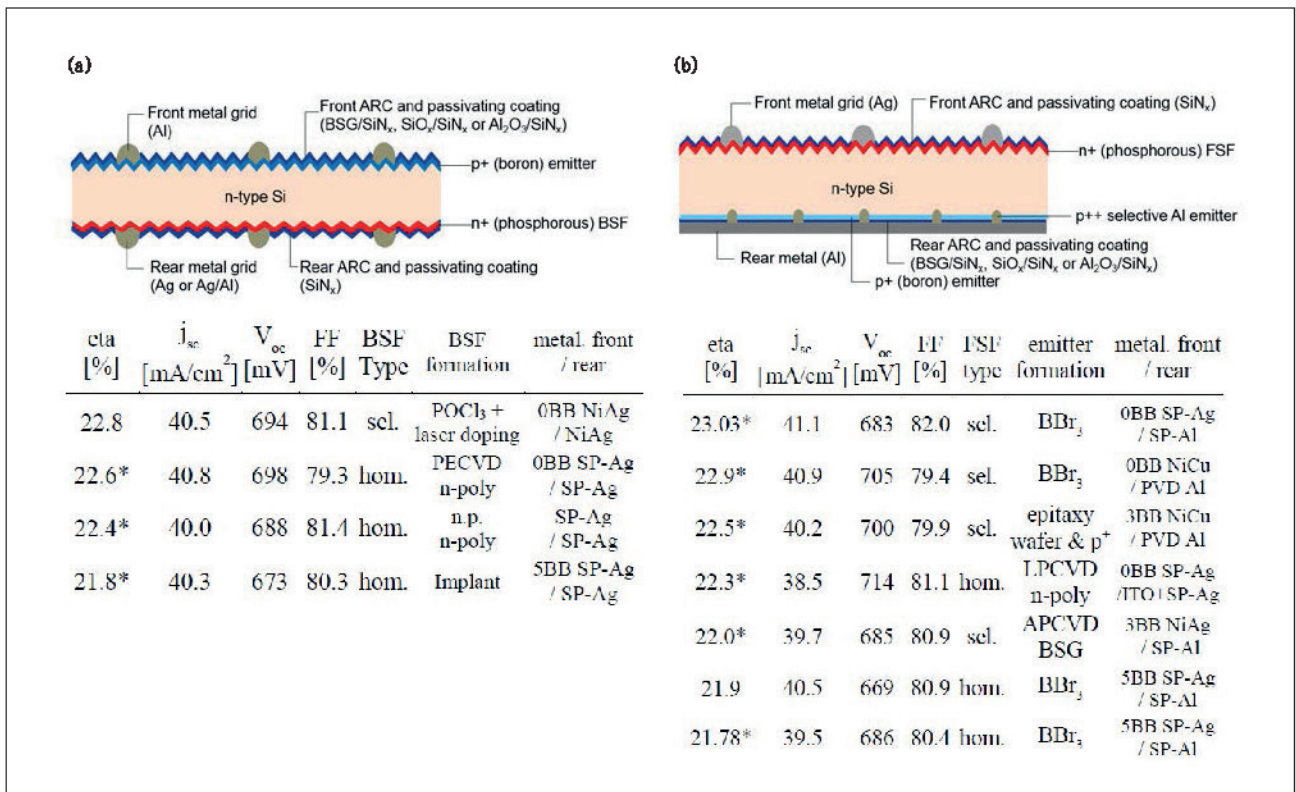 (a)
Front metal grid
(Al)
Front ARC and passivating coating
(BSG/SiNₓ, SiOₓ/SiNₓ or Al₂O₃/SiNₓ)
p+ (boron) emitter
n-type Si
n+ (phosphorous) BSF
Rear metal grid
(Ag or Ag/Al)
Rear ARC and passivating coating
(SiNₓ)
eta [%] j_sc [mA/cm²] V_oc [mV] FF [%] BSF Type BSF formation metal. front / rear
22.8 40.5 694 81.1 sel. POCl₃ + laser doping 0BB NiAg / NiAg
22.6* 40.8 698 79.3 hom. PECVD n-poly 0BB SP-Ag / SP-Ag
22.4* 40.0 688 81.4 hom. n.p. n-poly SP-Ag / SP-Ag
21.8* 40.3 673 80.3 hom. Implant 5BB SP-Ag / SP-Ag
(b)
Front metal grid (Ag)
Front ARC and passivating coating (SiNₓ)
n+ (phosphorous) FSF
n-type Si
p++ selective Al emitter
Rear metal (Al)
Rear ARC and passivating coating
(BSG/SiNₓ, SiOₓ/SiNₓ or Al₂O₃/SiNₓ)
p+ (boron) emitter
eta [%] j_sc [mA/cm²] V_oc [mV] FF [%] FSF type emitter formation metal. front / rear
23.03* 41.1 683 82.0 sel. BBr₃ 0BB SP-Ag / SP-Al
22.9* 40.9 705 79.4 sel. BBr₃ 0BB NiCu / PVD Al
22.5* 40.2 700 79.9 sel. epitaxy wafer & p⁺ 3BB NiCu / PVD Al
22.3* 38.5 714 81.1 hom. LPCVD n-poly 0BB SP-Ag /ITO+SP-Ag
22.0* 39.7 685 80.9 sel. APCVD BSG 3BB NiAg / SP-Al
21.9 40.5 669 80.9 hom. BBr₃ 5BB SP-Ag / SP-Al
21.78* 39.5 686 80.4 hom. BBr₃ 5BB SP-Ag / SP-Al